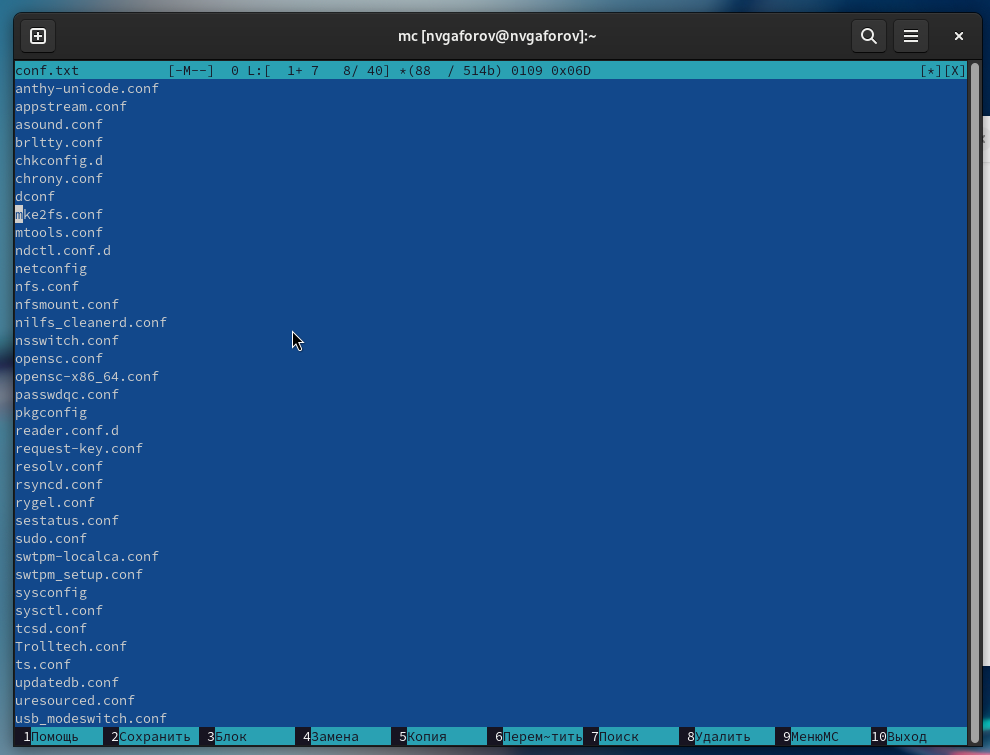 mc [nvgaforov@nvgaforov]:~
conf.txt [-M--] 0 L:[ 1+ 7 8/ 40] *(88 / 514b) 0109 0x06D [*][X]
anthy-unicode.conf
appstream.conf
asound.conf
brltty.conf
chkconfig.d
chrony.conf
dconf
mke2fs.conf
mtools.conf
ndctl.conf.d
netconfig
nfs.conf
nfsmount.conf
nilfs_cleanerd.conf
nsswitch.conf
opensc.conf
opensc-x86_64.conf
passwdqc.conf
pkgconfig
reader.conf.d
request-key.conf
resolv.conf
rsyncd.conf
rygel.conf
sestatus.conf
sudo.conf
swtpm-localca.conf
swtpm_setup.conf
sysconfig
sysctl.conf
tcsd.conf
Trolltech.conf
ts.conf
updatedb.conf
uresourced.conf
usb_modeswitch.conf
1Помощь 2Сохранить 3Блок 4Замена 5Копия 6Перем~тить 7Поиск 8Удалить 9МенюMC 10Выход